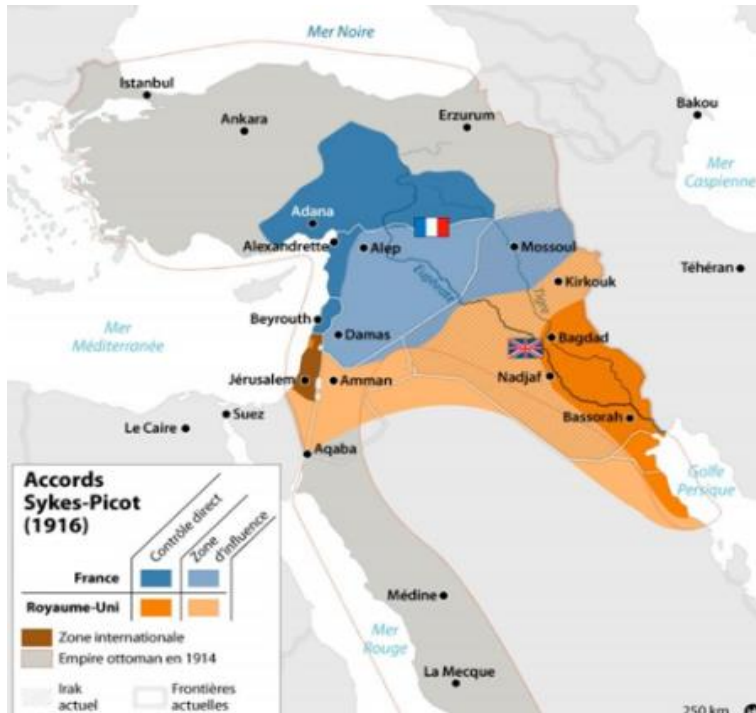 Mer Noire
Istanbul
Ankara
Erzurum
Bakou
Mer
Caspienne
Adana
Alexandrette
Alep
Mossoul
Téhéran
Kirkouk
Euphrate
Tigre
Beyrouth
Damas
Bagdad
Mer
Méditerranée
Jérusalem
Amman
Nadjaf
Suez
Bassorah
Le Caire
Aqaba
Golfe
Persique
Accords
Sykes-Picot
(1916)
Contrôle direct
Zone
d'influence
France
Royaume-Uni
Zone internationale
Empire ottoman en 1914
Irak
actuel
Frontières
actuelles
Médine
Mer
Rouge
La Mecque
250 km